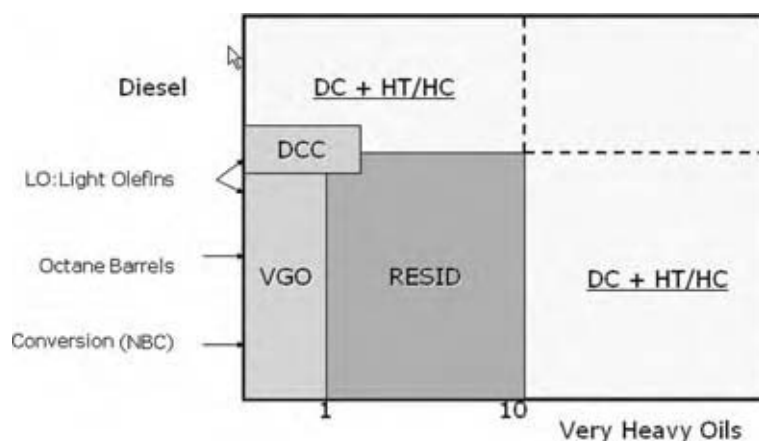 Diesel
DC + HT/HC
DCC
LO:Light Olefins
Octane Barrels
VGO
RESID
DC + HT/HC
Conversion (NBC)
1
10
Very Heavy Oils